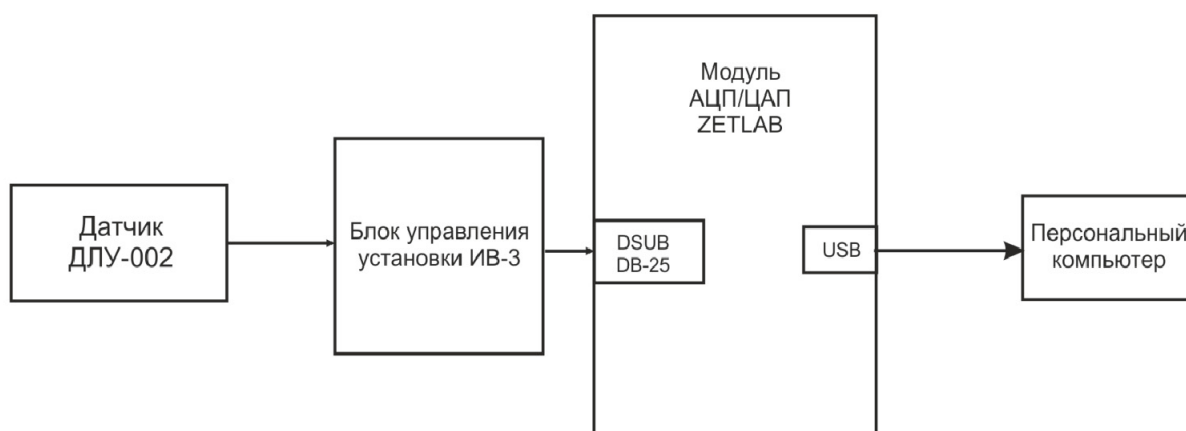 Датчик
ДЛУ-002
Блок управления
установки ИВ-3
Модуль
АЦП/ЦАП
ZETLAB
DSUB
DB-25
USB
Персональный
компьютер